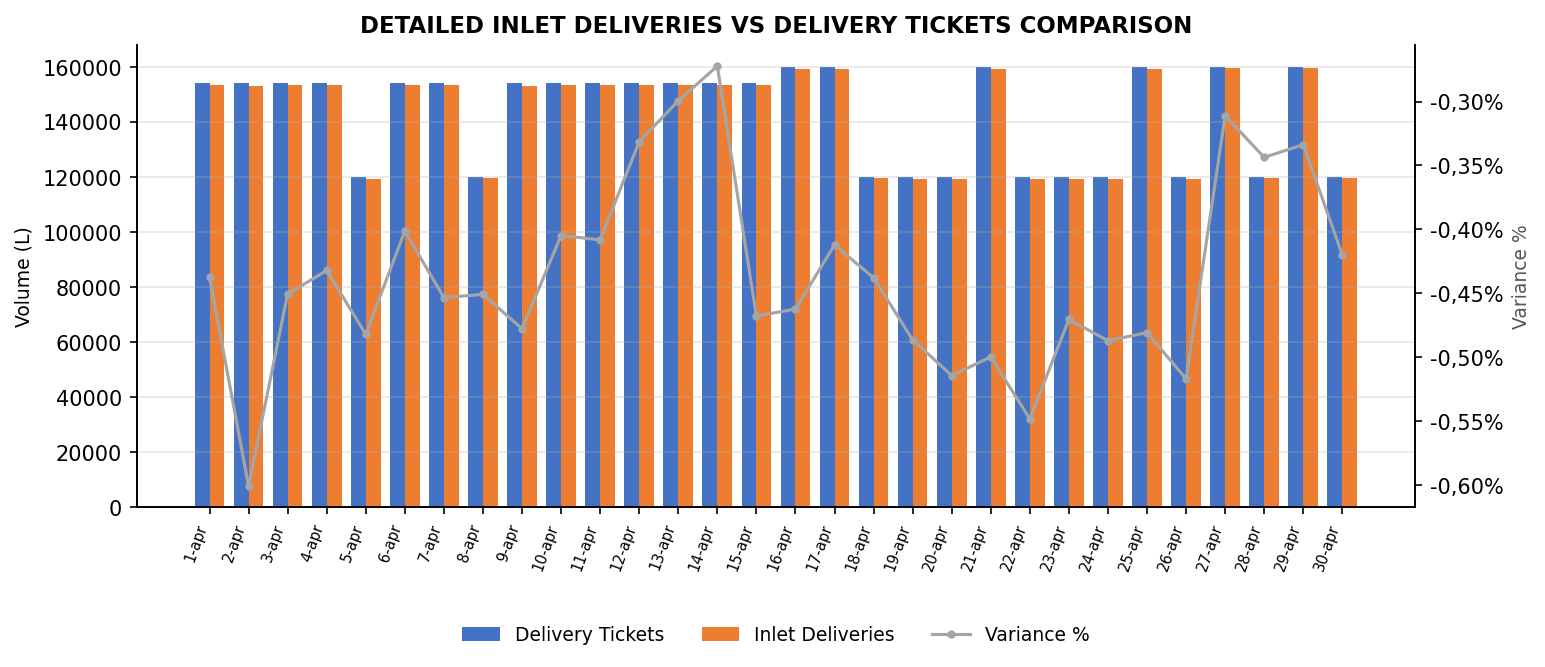 DETAILED INLET DELIVERIES VS DELIVERY TICKETS COMPARISON
160000
140000
120000
100000
80000
60000
40000
20000
0
Volume (L)
-0,30%
-0,35%
-0,40%
-0,45%
-0,50%
-0,55%
-0,60%
Variance %
1-apr
2-apr
3-apr
4-apr
5-apr
6-apr
7-apr
8-apr
9-apr
10-apr
11-apr
12-apr
13-apr
14-apr
15-apr
16-apr
17-apr
18-apr
19-apr
20-apr
21-apr
22-apr
23-apr
24-apr
25-apr
26-apr
27-apr
28-apr
29-apr
30-apr
Delivery Tickets
Inlet Deliveries
Variance %